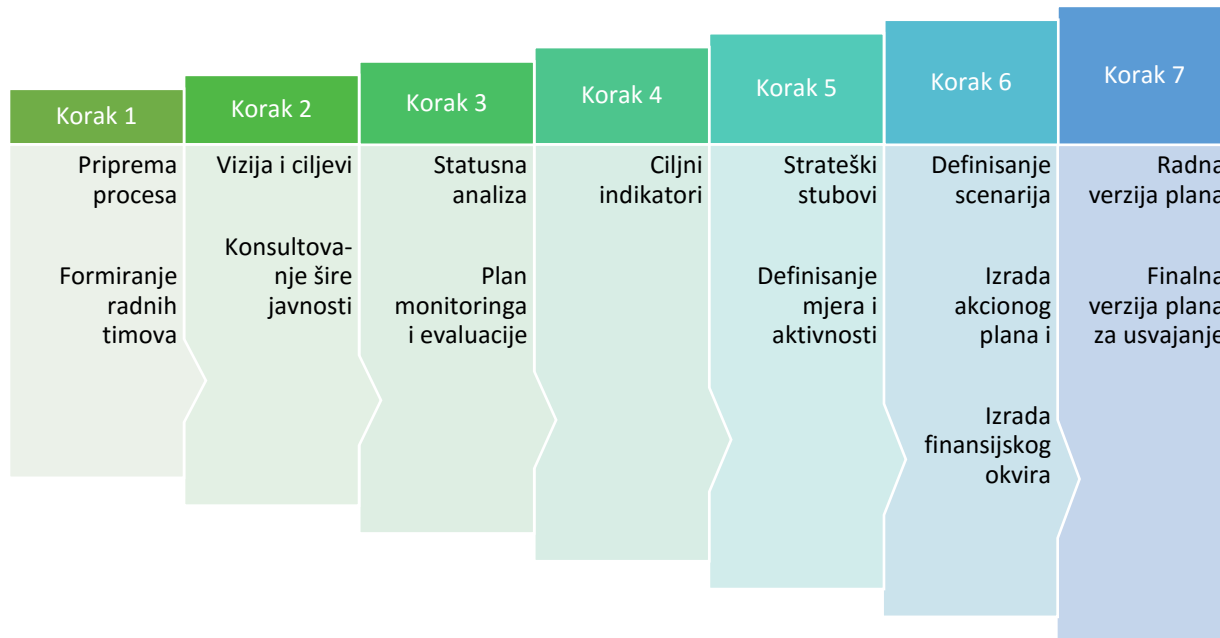 Korak 1
Priprema
procesa
Formiranje
radnih
timova
Korak 2
Vizija i ciljevi
Konsultova-
nje šire
javnosti
Korak 3
Statusna
analiza
Plan
monitoringa
i evaluacije
Korak 4
Ciljni
indikatori
Korak 5
Strateški
stubovi
Definisanje
mjera i
aktivnosti
Korak 6
Definisanje
scenarija
Izrada
akcionog
plana i
Izrada
finansijskog
okvira
Korak 7
Radna
verzija plana
Finalna
verzija plana
za usvajanje